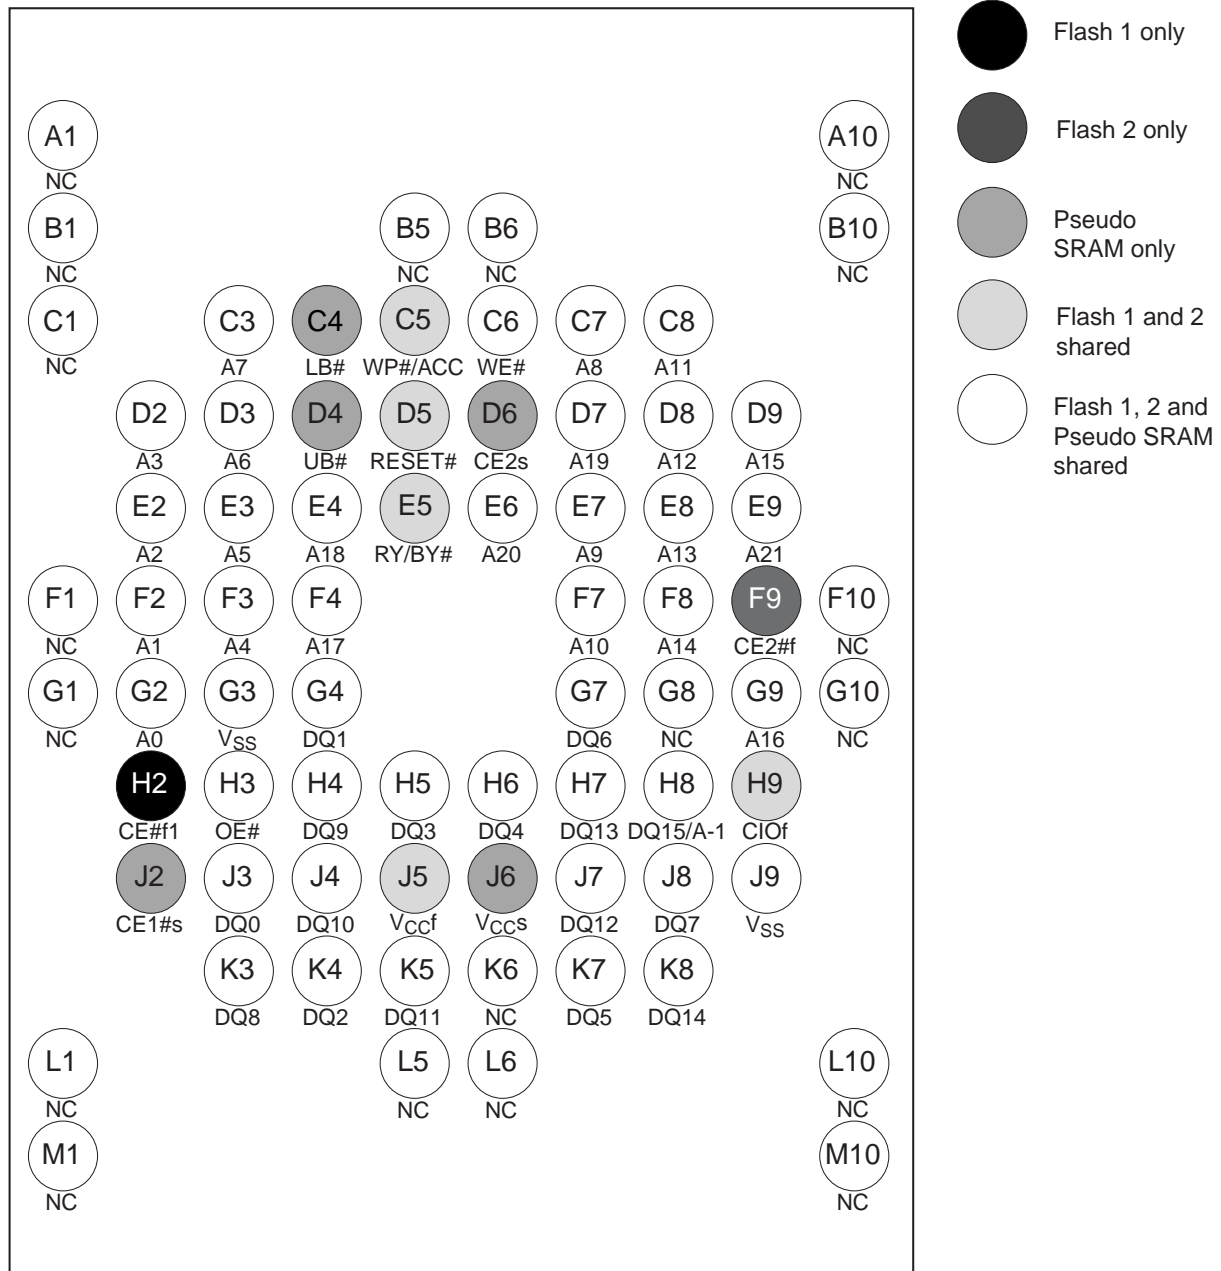 Flash 1 only
Flash 2 only
Pseudo
SRAM only
Flash 1 and 2
shared
Flash 1, 2 and
Pseudo SRAM
shared
A1 A10
NC NC
B1 B5 B6 B10
NC NC NC NC
C1 C3 C4 C5 C6 C7 C8
NC A7 LB# WP#/ACC WE# A8 A11
D2 D3 D4 D5 D6 D7 D8 D9
A3 A6 UB# RESET# CE2s A19 A12 A15
E2 E3 E4 E5 E6 E7 E8 E9
A2 A5 A18 RY/BY# A20 A9 A13 A21
F1 F2 F3 F4 F7 F8 F9 F10
NC A1 A4 A17 A10 A14 CE2#f NC
G1 G2 G3 G4 G7 G8 G9 G10
NC A0 VSS DQ1 DQ6 NC A16 NC
H2 H3 H4 H5 H6 H7 H8 H9
CE#f1 OE# DQ9 DQ3 DQ4 DQ13 DQ15/A-1 CIOf
J2 J3 J4 J5 J6 J7 J8 J9
CE1#s DQ0 DQ10 VCCf VCCs DQ12 DQ7 VSS
K3 K4 K5 K6 K7 K8
DQ8 DQ2 DQ11 NC DQ5 DQ14
L1 L5 L6 L10
NC NC NC NC
M1 M10
NC NC